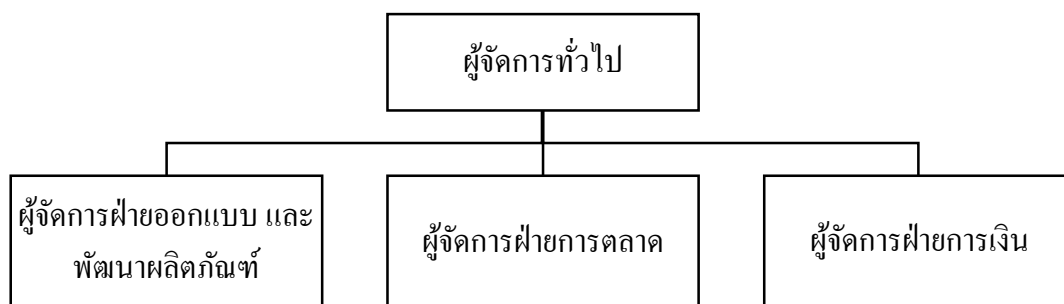 ผู้จัดการทั่วไป
ผู้จัดการฝ่ายออกแบบ และ
พัฒนาผลิตภัณฑ์
ผู้จัดการฝ่ายการตลาด
ผู้จัดการฝ่ายการเงิน